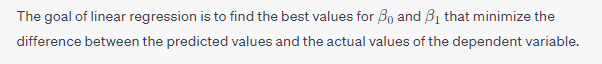 The goal of linear regression is to find the best values for β₀ and β₁ that minimize the
difference between the predicted values and the actual values of the dependent variable.